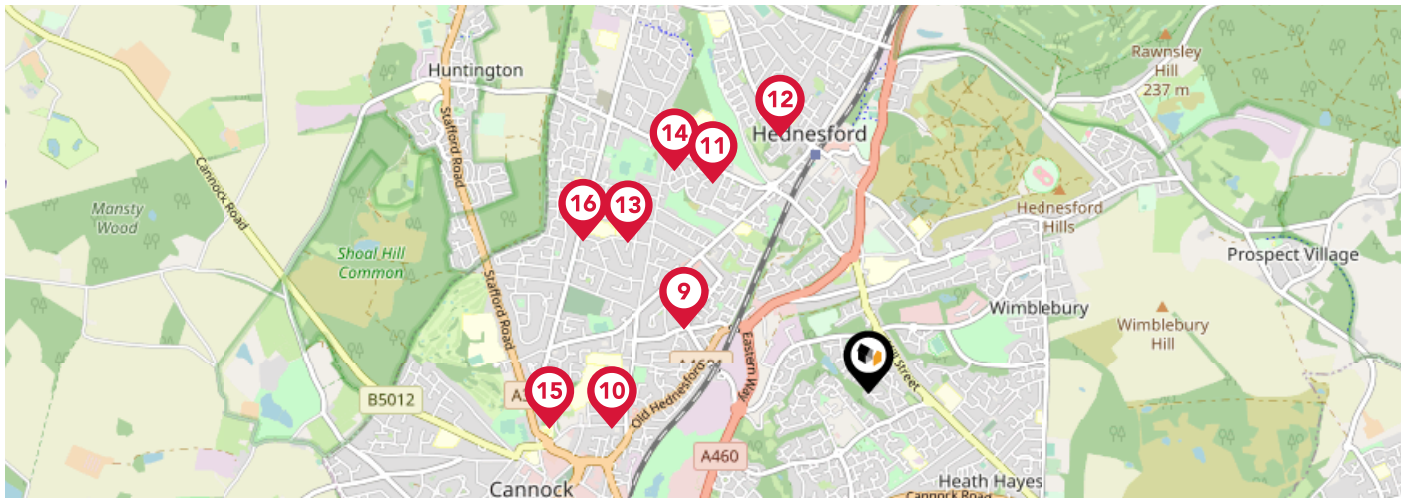 Rawnsley
Hill
237 m
Huntington
12
Hednesford
14
11
Stafford Road
Cannock Road
Mansty
Wood
16
13
Hednesford
Hills
Shoal Hill
Common
Prospect Village
Stafford Road
9
Wimblebury
Wimblebury
Hill
Eastern Way
Street
15
10
B5012
Old Hednesford
A460
Cannock
Heath Hayes
Cannock Road